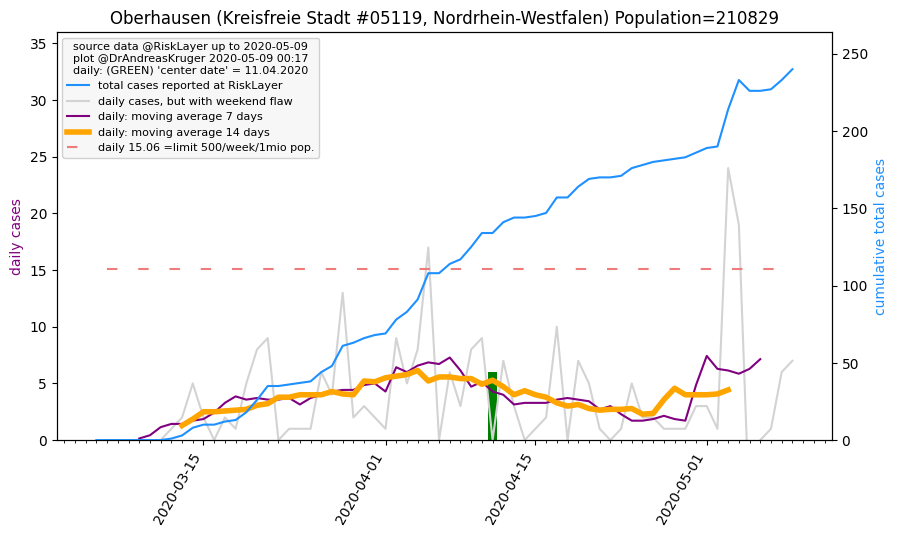 Oberhausen (Kreisfreie Stadt #05119, Nordrhein-Westfalen) Population=210829
source data @RiskLayer up to 2020-05-09
plot @DrAndreasKruger 2020-05-09 00:17
daily: (GREEN) 'center date' = 11.04.2020
total cases reported at RiskLayer
daily cases, but with weekend flaw
daily: moving average 7 days
daily: moving average 14 days
daily 15.06 =limit 500/week/1mio pop.
daily cases
35
30
25
20
15
10
5
0
cumulative total cases
250
200
150
100
50
0
2020-03-15
2020-04-01
2020-04-15
2020-05-01